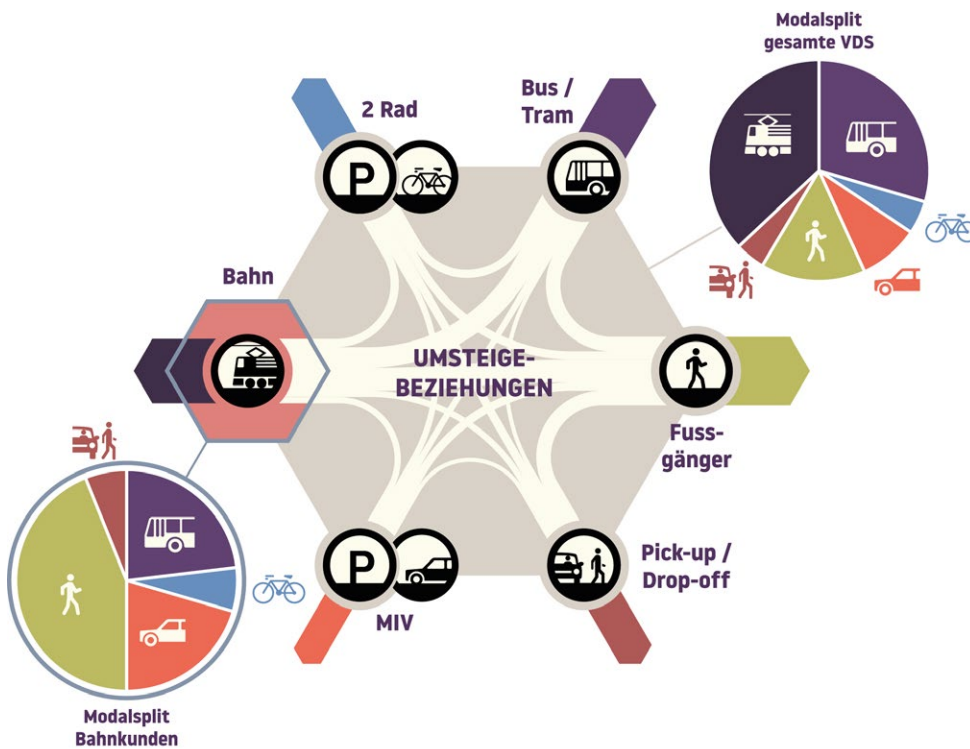 Modalsplit
gesamte VDS
2 Rad
Bus /
Tram
P
Bahn
UMSTEIGE-
BEZIEHUNGEN
Fuss-
gänger
P
Pick-up /
Drop-off
MIV
Modalsplit
Bahnkunden